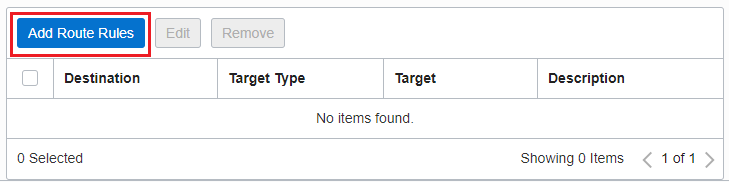 Add Route Rules Edit Remove
Destination Target Type Target Description
No items found.
0 Selected Showing 0 Items 1 of 1